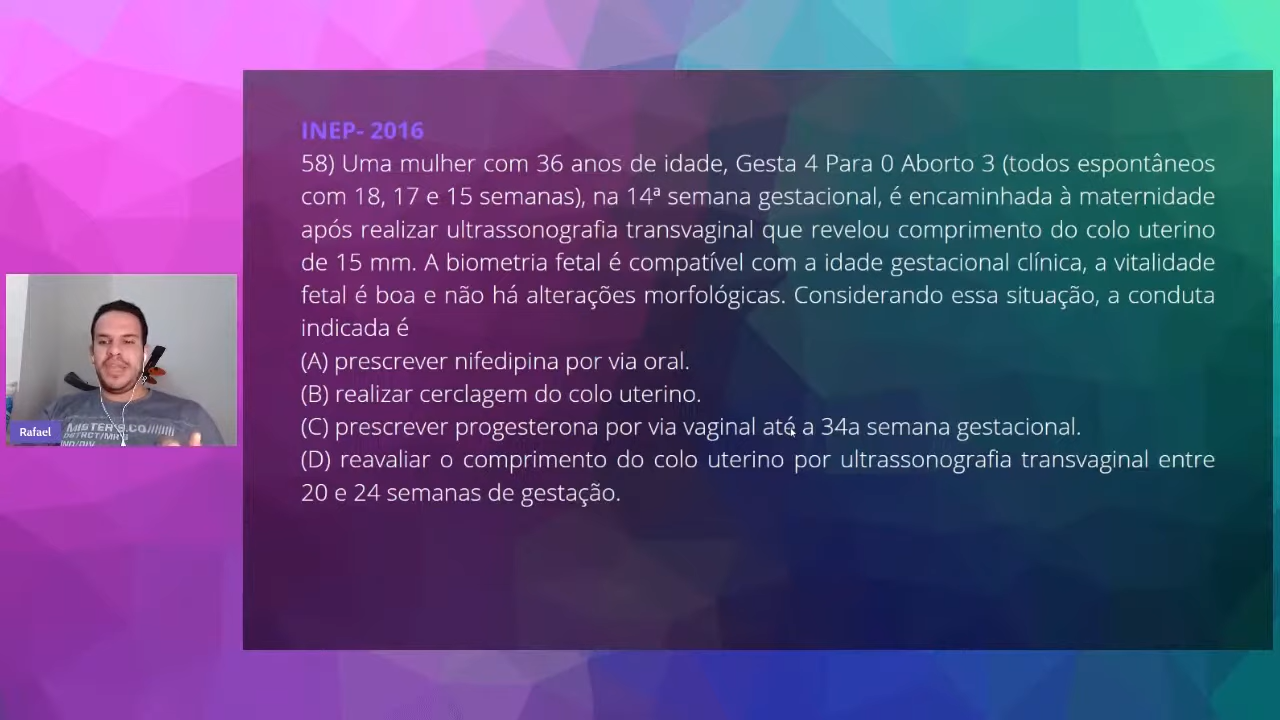 INEP- 2016
58) Uma mulher com 36 anos de idade, Gesta 4 Para 0 Aborto 3 (todos espontâneos
com 18, 17 e 15 semanas), na 14ª semana gestacional, é encaminhada à maternidade
após realizar ultrassonografia transvaginal que revelou comprimento do colo uterino
de 15 mm. A biometria fetal é compatível com a idade gestacional clínica, a vitalidade
fetal é boa e não há alterações morfológicas. Considerando essa situação, a conduta
indicada é
(A) prescrever nifedipina por via oral.
(B) realizar cerclagem do colo uterino.
(C) prescrever progesterona por via vaginal até a 34a semana gestacional.
(D) reavaliar o comprimento do colo uterino por ultrassonografia transvaginal entre
20 e 24 semanas de gestação.
Rafael